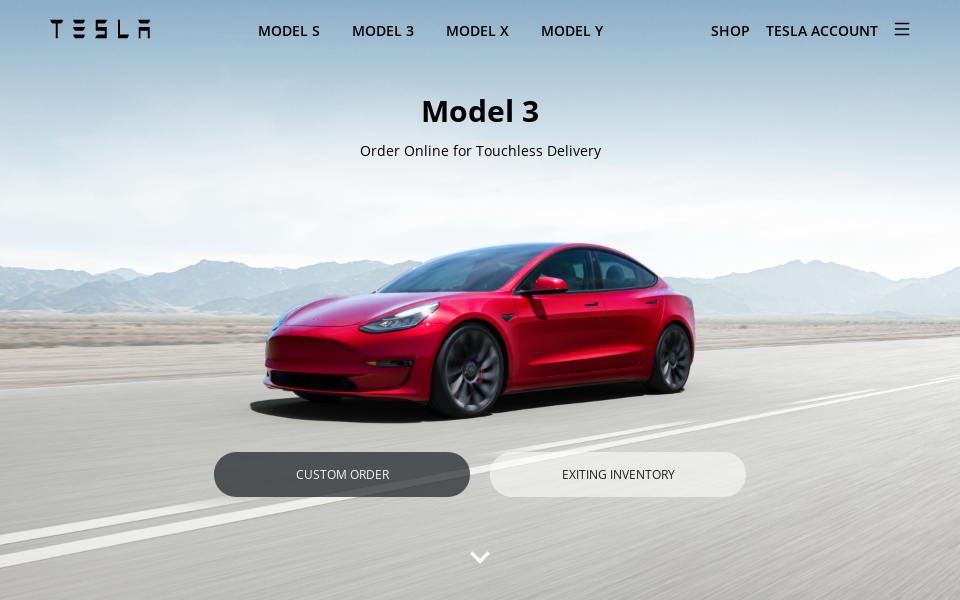 TESLA
MODEL S MODEL 3 MODEL X MODEL Y
SHOP TESLA ACCOUNT
Model 3
Order Online for Touchless Delivery
CUSTOM ORDER
EXITING INVENTORY